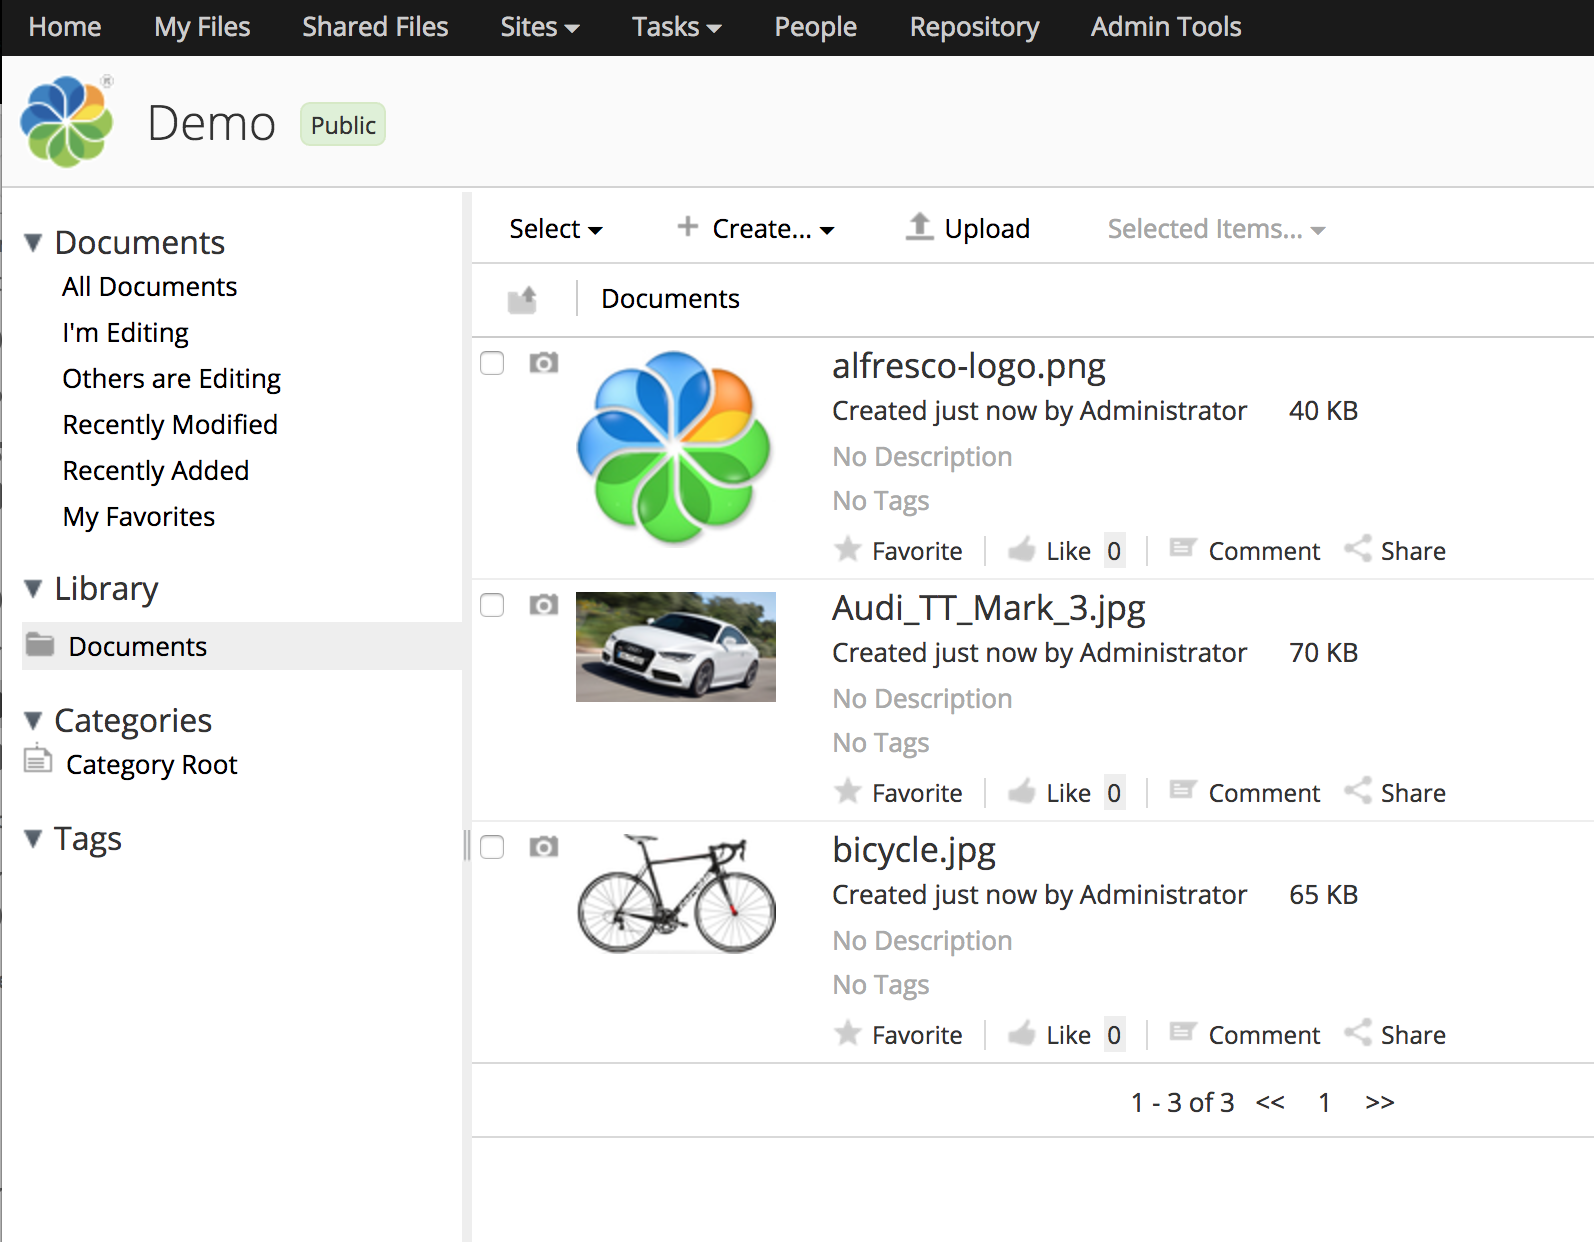 Home My Files Shared Files Sites Tasks People Repository Admin Tools
®
Demo Public
Documents
All Documents
I'm Editing
Others are Editing
Recently Modified
Recently Added
My Favorites
Library
Documents
Categories
Category Root
Tags
Select Create... Upload Selected Items...
Documents
alfresco-logo.png
Created just now by Administrator 40 KB
No Description
No Tags
Favorite Like 0 Comment Share
Audi_TT_Mark_3.jpg
Created just now by Administrator 70 KB
No Description
No Tags
Favorite Like 0 Comment Share
bicycle.jpg
Created just now by Administrator 65 KB
No Description
No Tags
Favorite Like 0 Comment Share
1 - 3 of 3 << 1 >>